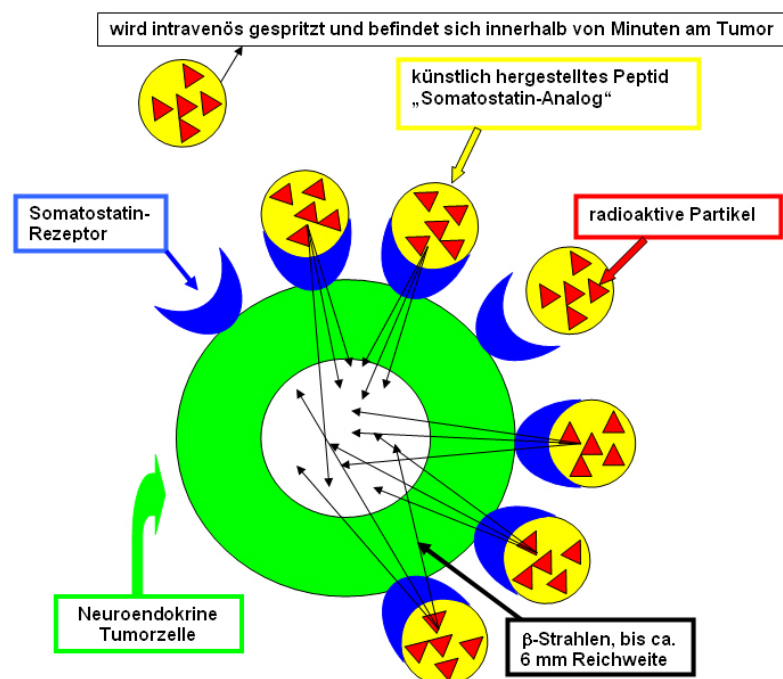 wird intravenös gespritzt und befindet sich innerhalb von Minuten am Tumor
künstlich hergestelltes Peptid
„Somatostatin-Analog“
Somatostatin-
Rezeptor
radioaktive Partikel
Neuroendokrine
Tumorzelle
β-Strahlen, bis ca.
6 mm Reichweite